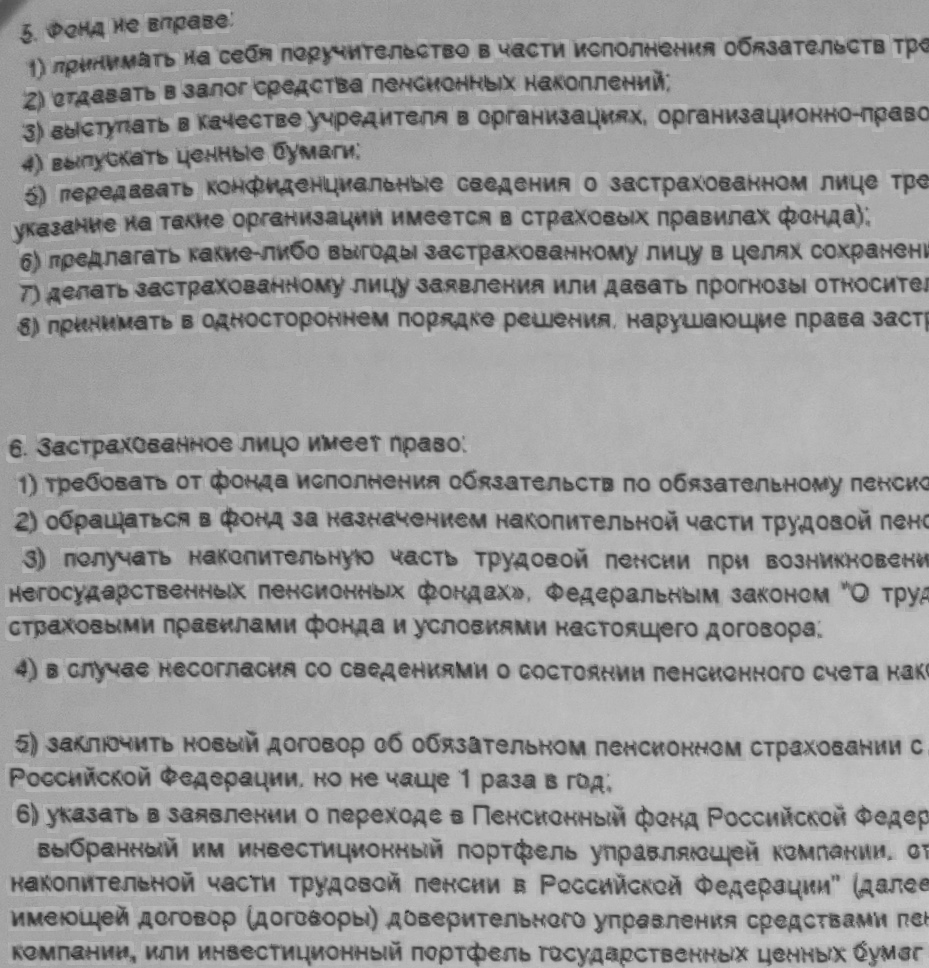 5. Фонд не вправе:
1) принимать на себя поручительство в части исполнения обязательств тре
2) отдавать в залог средства пенсионных накоплений;
3) выступать в качестве учредителя в организациях, организационно-право
4) выпускать ценные бумаги;
5) передавать конфиденциальные сведения о застрахованном лице тре
указание на такие организации имеется в страховых правилах фонда);
6) предлагать какие-либо выгоды застрахованному лицу в целях сохранени
7) делать застрахованному лицу заявления или давать прогнозы относител
8) принимать в одностороннем порядке решения, нарушающие права застр
6. Застрахованное лицо имеет право:
1) требовать от фонда исполнения обязательств по обязательному пенсио
2) обращаться в фонд за назначением накопительной части трудовой пенс
3) получать накопительную часть трудовой пенсии при возникновени
негосударственных пенсионных фондах», Федеральным законом "О труд
страховыми правилами фонда и условиями настоящего договора;
4) в случае несогласия со сведениями о состоянии пенсионного счета нак
5) заключить новый договор об обязательном пенсионном страховании с
Российской Федерации, но не чаще 1 раза в год;
6) указать в заявлении о переходе в Пенсионный фонд Российской Федер
выбранный им инвестиционный портфель управляющей компании, от
накопительной части трудовой пенсии в Российской Федерации" (далее
имеющей договор (договоры) доверительного управления средствами пен
компании, или инвестиционный портфель государственных ценных бумаг